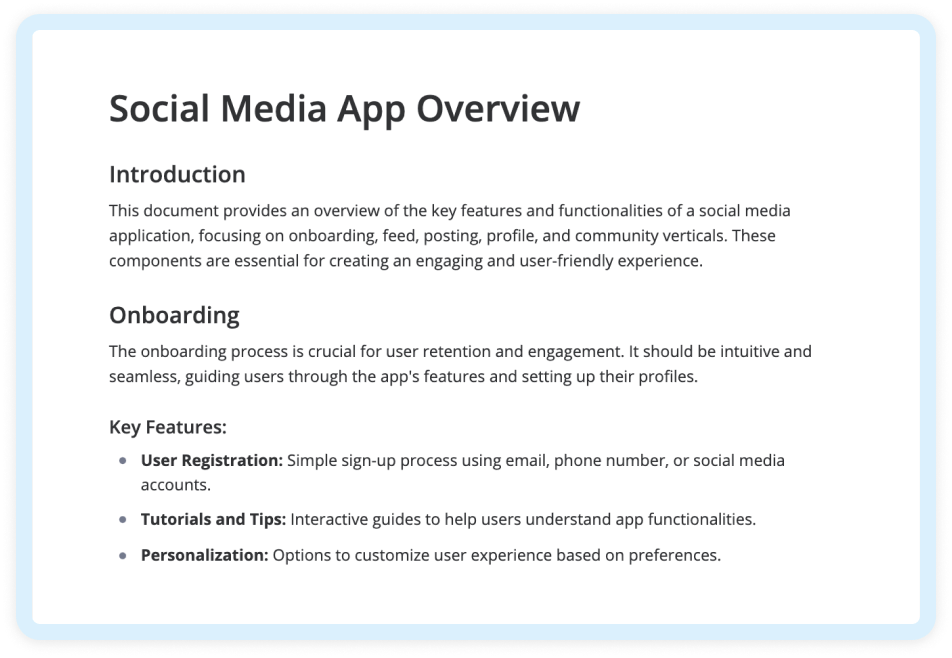 Social Media App Overview
Introduction
This document provides an overview of the key features and functionalities of a social media
application, focusing on onboarding, feed, posting, profile, and community verticals. These
components are essential for creating an engaging and user-friendly experience.
Onboarding
The onboarding process is crucial for user retention and engagement. It should be intuitive and
seamless, guiding users through the app's features and setting up their profiles.
Key Features:
• User Registration: Simple sign-up process using email, phone number, or social media
accounts.
• Tutorials and Tips: Interactive guides to help users understand app functionalities.
• Personalization: Options to customize user experience based on preferences.